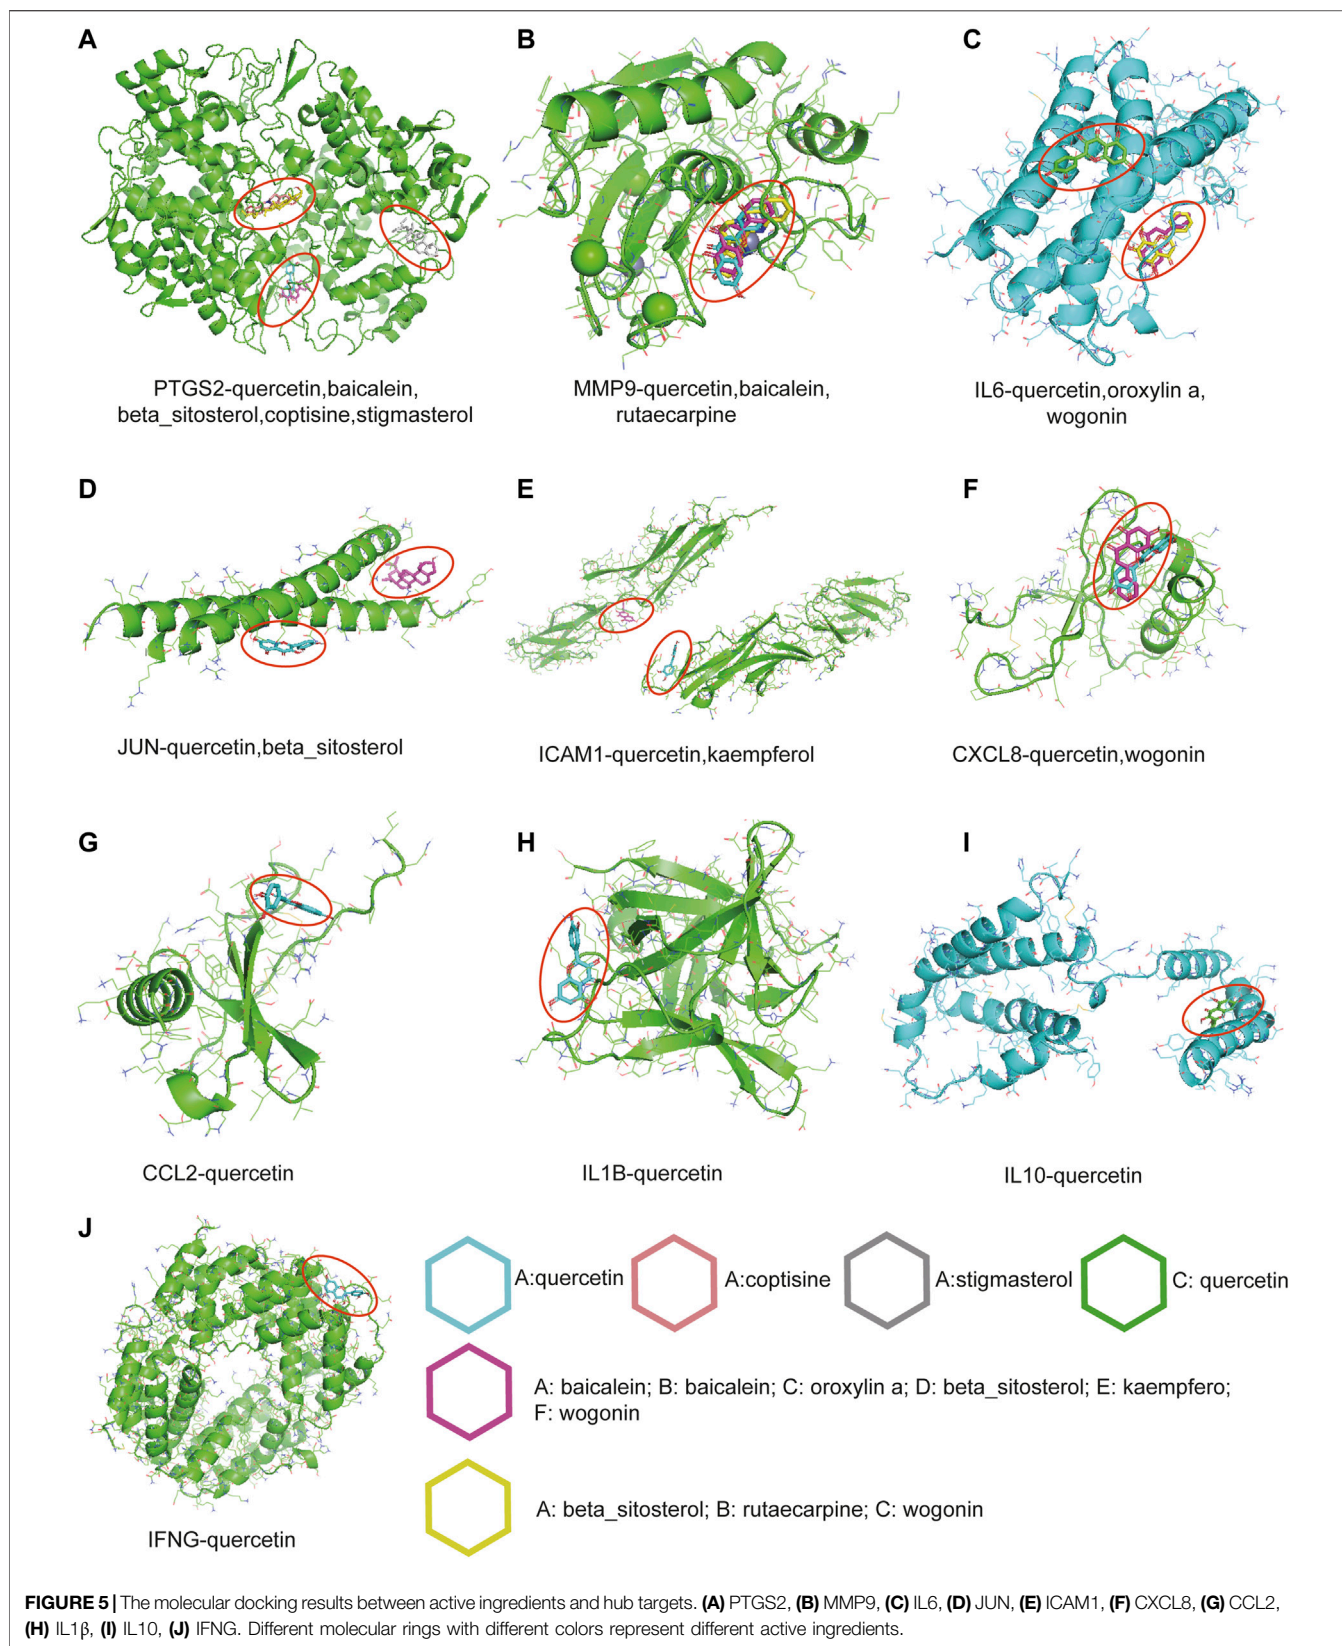 A
B
C
PTGS2-quercetin,baicalein,
beta_sitosterol,coptisine,stigmasterol
MMP9-quercetin,baicalein,
rutaecarpine
IL6-quercetin,oroxylin a,
wogonin
D
E
F
JUN-quercetin,beta_sitosterol
ICAM1-quercetin,kaempferol
CXCL8-quercetin,wogonin
G
H
I
CCL2-quercetin
IL1B-quercetin
IL10-quercetin
J
IFNG-quercetin
A:quercetin
A:coptisine
A:stigmasterol
C: quercetin
A: baicalein; B: baicalein; C: oroxylin a; D: beta_sitosterol; E: kaempfero;
F: wogonin
A: beta_sitosterol; B: rutaecarpine; C: wogonin
FIGURE 5 | The molecular docking results between active ingredients and hub targets. (A) PTGS2, (B) MMP9, (C) IL6, (D) JUN, (E) ICAM1, (F) CXCL8, (G) CCL2,
(H) IL1β, (I) IL10, (J) IFNG. Different molecular rings with different colors represent different active ingredients.